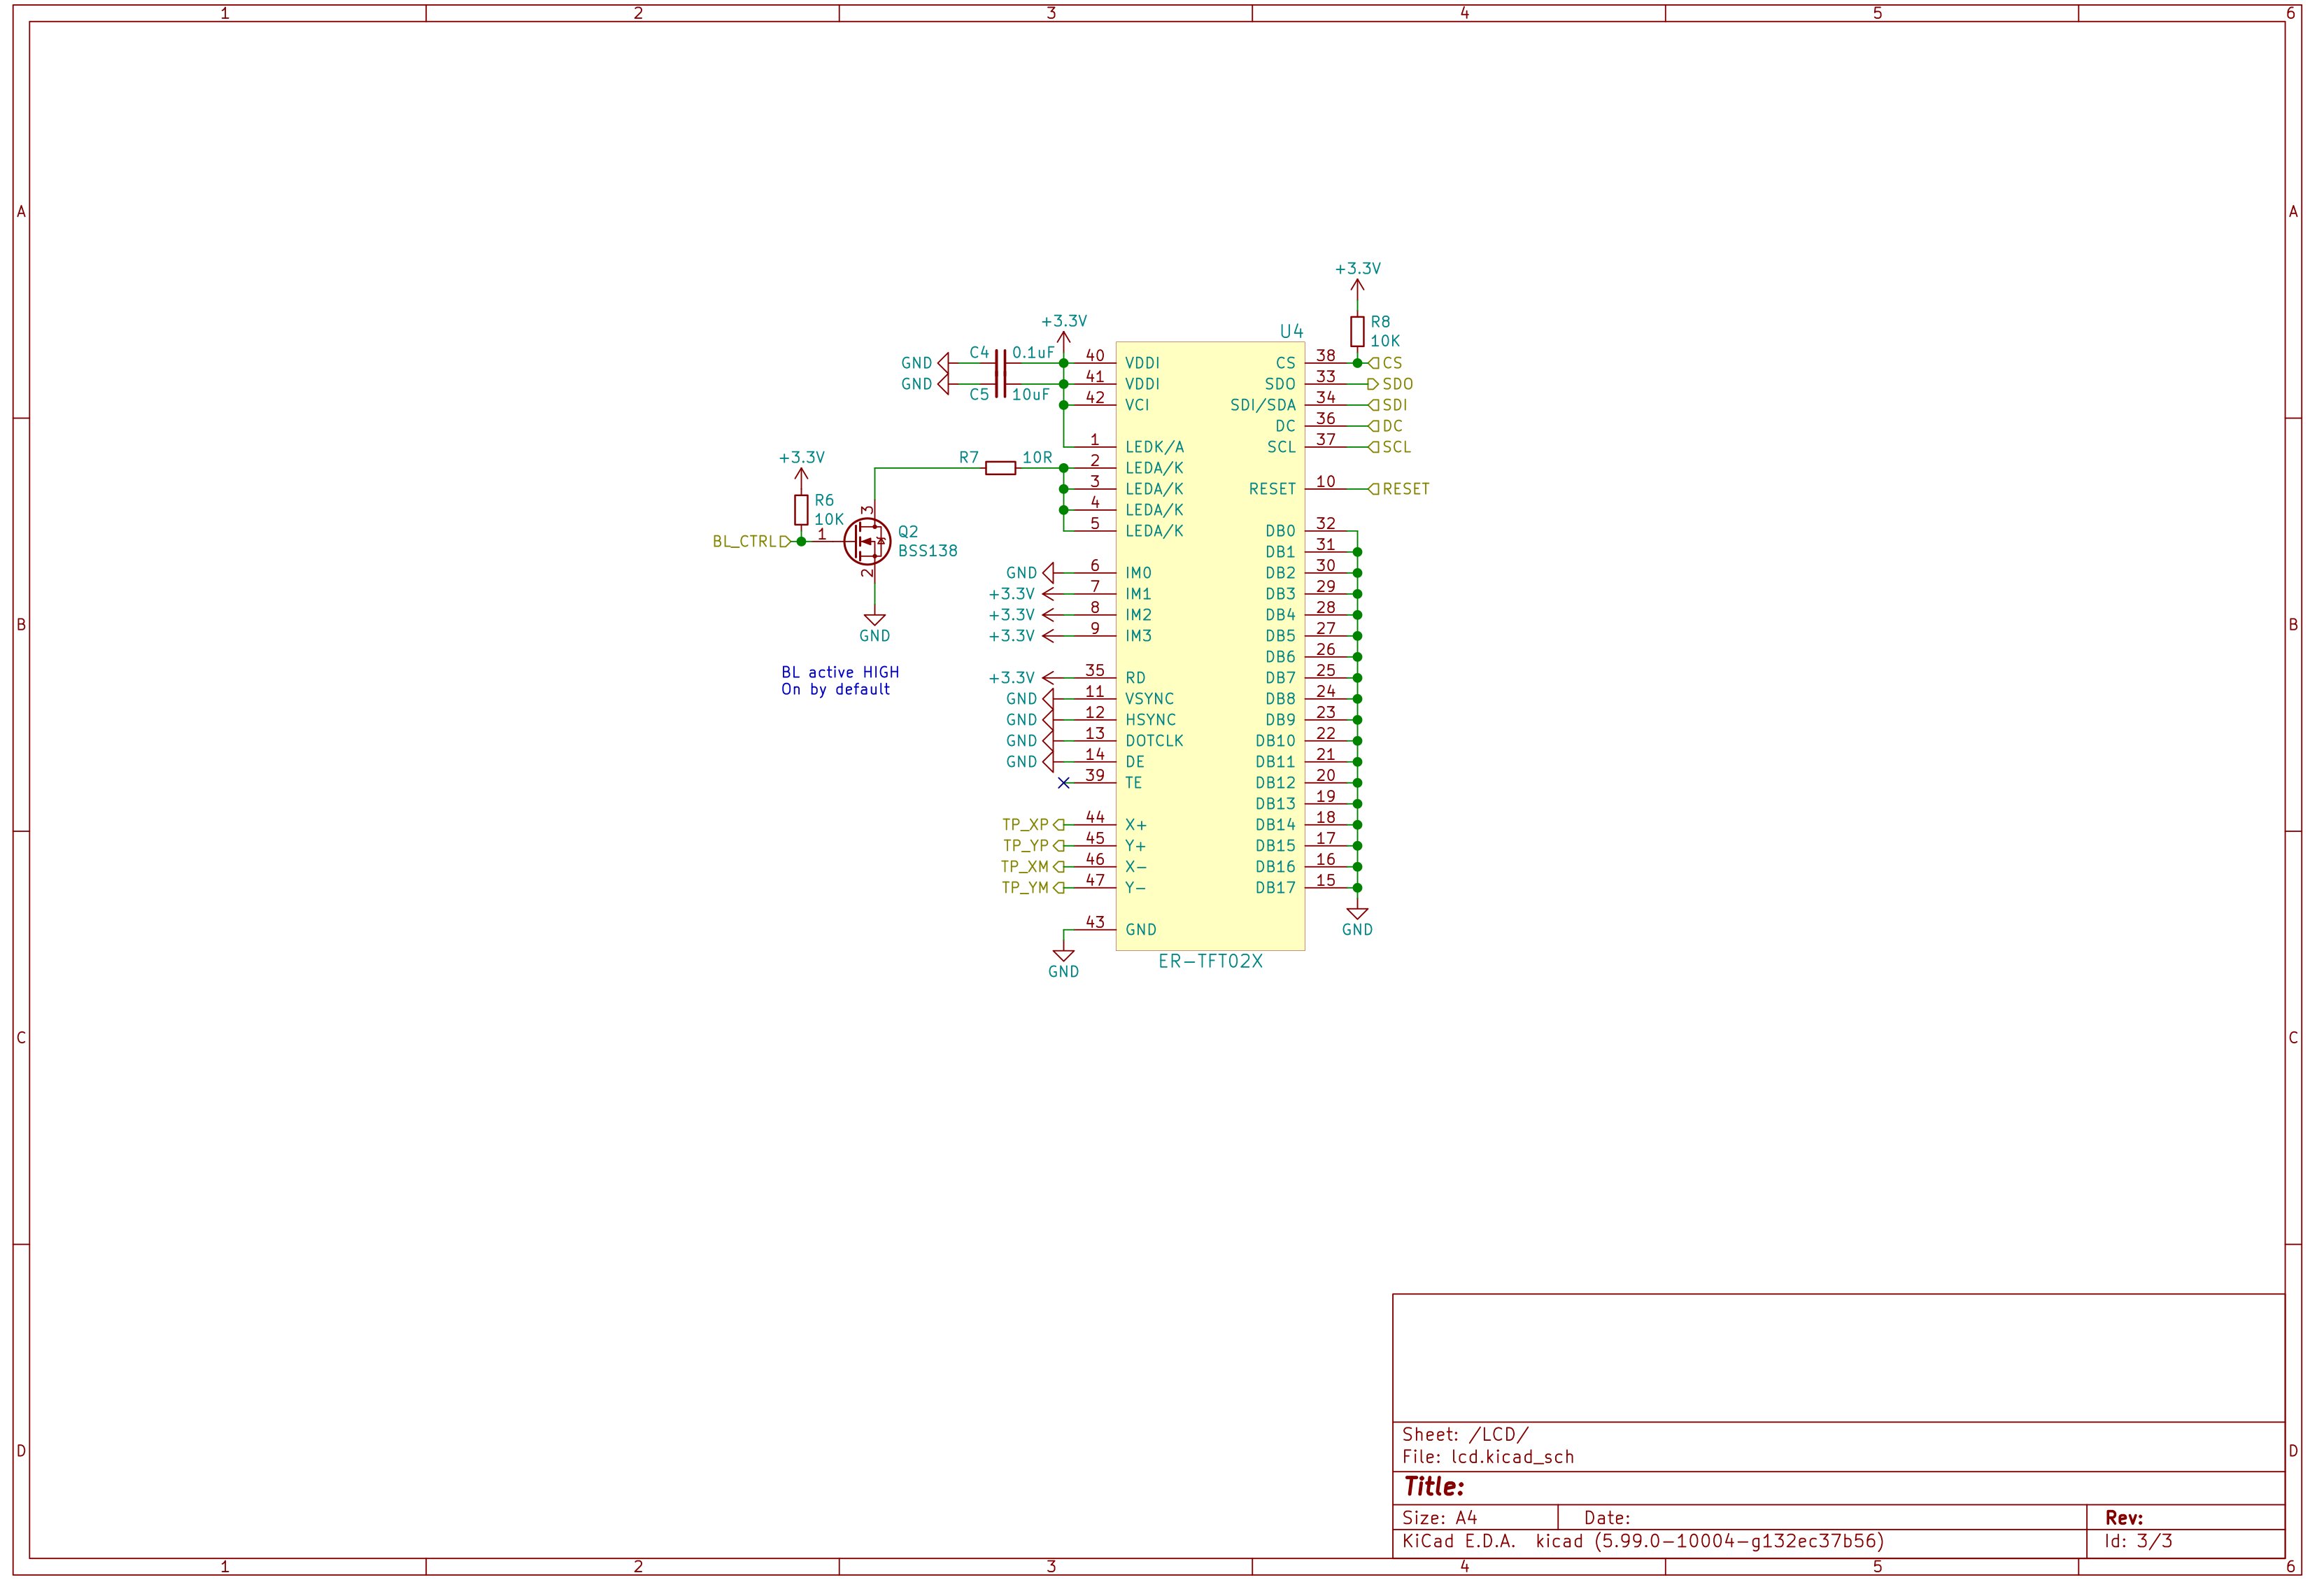 1 2 3 4 5 6
A A
+3.3V
R8
10K
+3.3V
U4
GND C4 0.1uF 40 VDDI CS 38 CS
GND C5 10uF 41 VDDI SDO 33 SDO
42 VCI SDI/SDA 34 SDI
DC 36 DC
1 LEDK/A SCL 37 SCL
R7 10R 2 LEDA/K
3 LEDA/K RESET 10 RESET
4 LEDA/K
5 LEDA/K DB0 32
+3.3V
R6
10K
BL_CTRL 1
3
2
Q2
BSS138
GND
BL active HIGH
On by default
DB1 31
GND 6 IM0 DB2 30
+3.3V 7 IM1 DB3 29
+3.3V 8 IM2 DB4 28
+3.3V 9 IM3 DB5 27
DB6 26
+3.3V 35 RD DB7 25
GND 11 VSYNC DB8 24
GND 12 HSYNC DB9 23
GND 13 DOTCLK DB10 22
GND 14 DE DB11 21
39 TE DB12 20
DB13 19
TP_XP 44 X+ DB14 18
TP_YP 45 Y+ DB15 17
TP_XM 46 X- DB16 16
TP_YM 47 Y- DB17 15
43 GND
GND
GND
ER-TFT02X
B B
C C
D D
Sheet: /LCD/
File: lcd.kicad_sch
Title:
Size: A4 Date: Rev:
KiCad E.D.A. kicad (5.99.0-10004-g132ec37b56) Id: 3/3
1 2 3 4 5 6